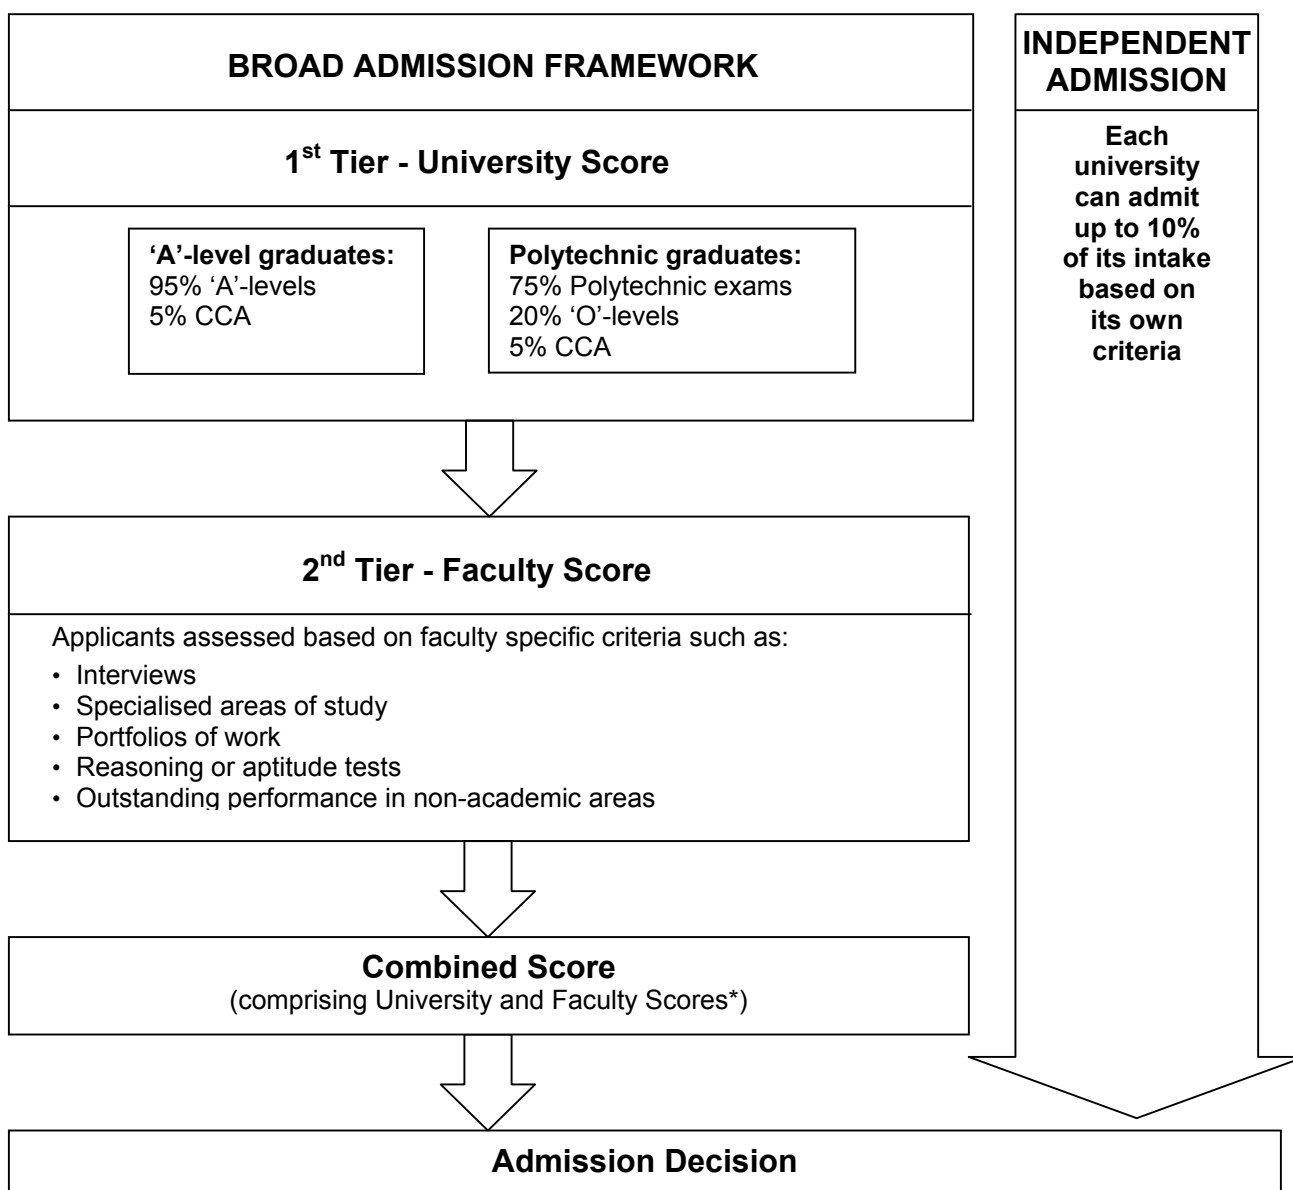 BROAD ADMISSION FRAMEWORK
1st Tier - University Score
‘A’-level graduates:
95% ‘A’-levels
5% CCA
Polytechnic graduates:
75% Polytechnic exams
20% ‘O’-levels
5% CCA
2nd Tier - Faculty Score
Applicants assessed based on faculty specific criteria such as:
• Interviews
• Specialised areas of study
• Portfolios of work
• Reasoning or aptitude tests
• Outstanding performance in non-academic areas
Combined Score
(comprising University and Faculty Scores*)
INDEPENDENT
ADMISSION
Each
university
can admit
up to 10%
of its intake
based on
its own
criteria
Admission Decision